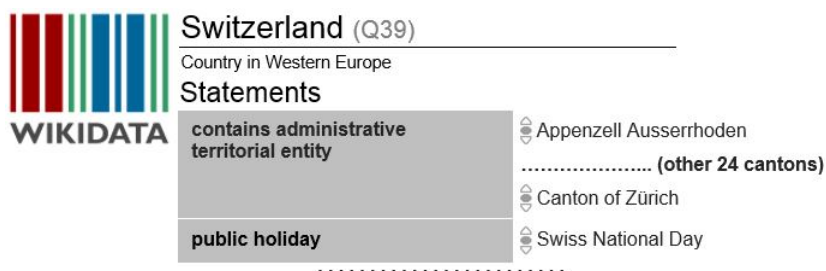 Switzerland (Q39)
Country in Western Europe
Statements
WIKIDATA
contains administrative
territorial entity
Appenzell Ausserrhoden
...................... (other 24 cantons)
Canton of Zürich
public holiday
Swiss National Day
. . . . . . . . . . . . . . . . . . . . . . . .